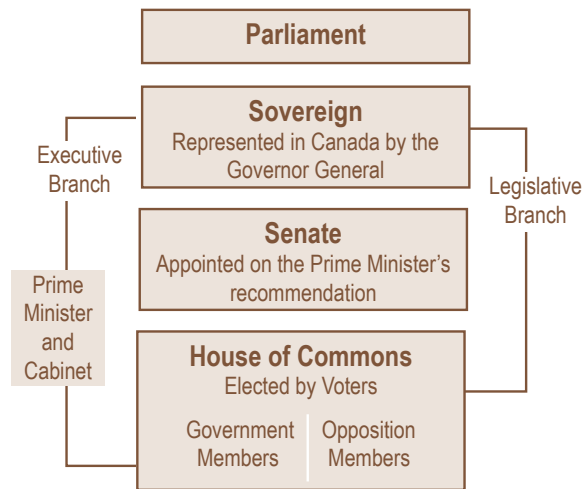 Parliament
Sovereign
Represented in Canada by the
Governor General
Executive
Branch
Legislative
Branch
Senate
Appointed on the Prime Minister's
recommendation
Prime
Minister
and
Cabinet
House of Commons
Elected by Voters
Government
Members
Opposition
Members